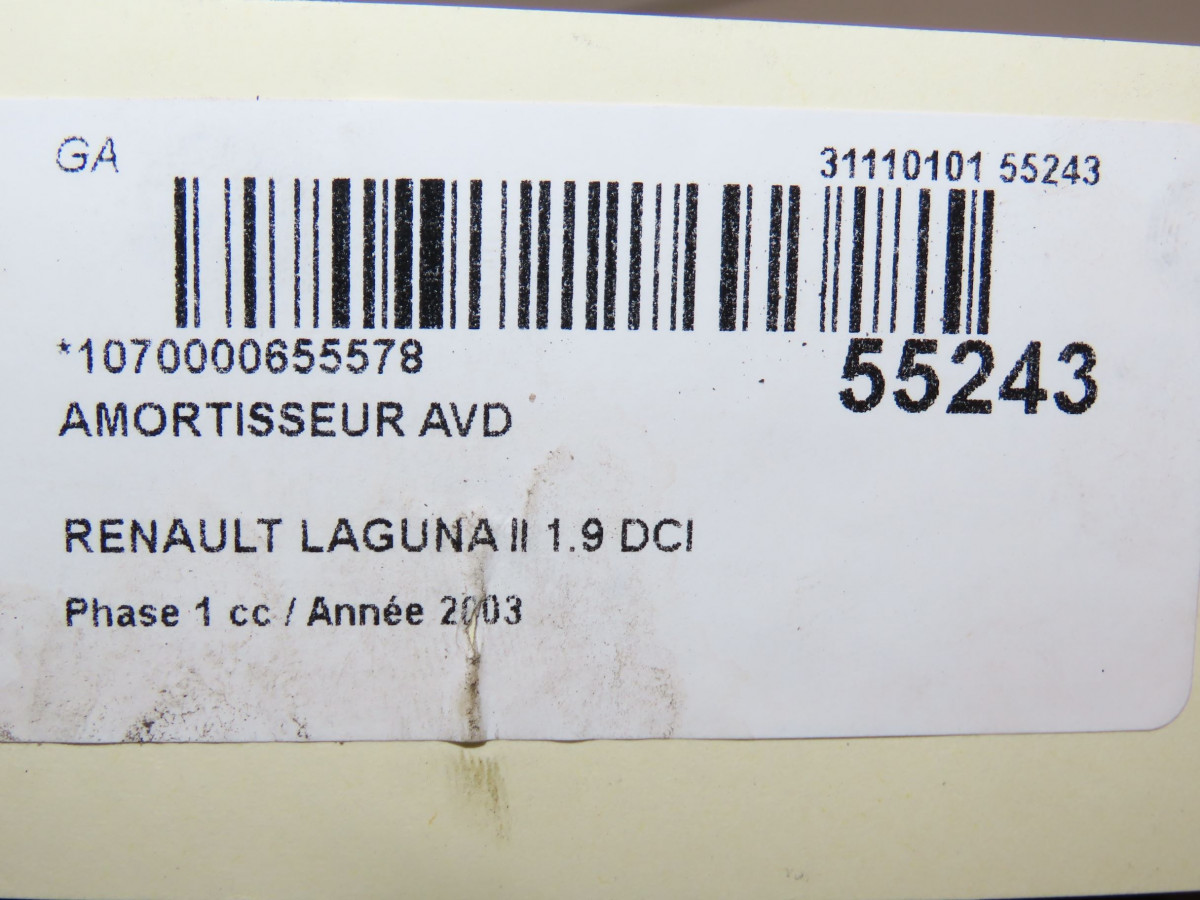 GA
31110101 55243
*1070000655578
55243
AMORTISSEUR AVD
RENAULT LAGUNA II 1.9 DCI
Phase 1 cc / Année 2003